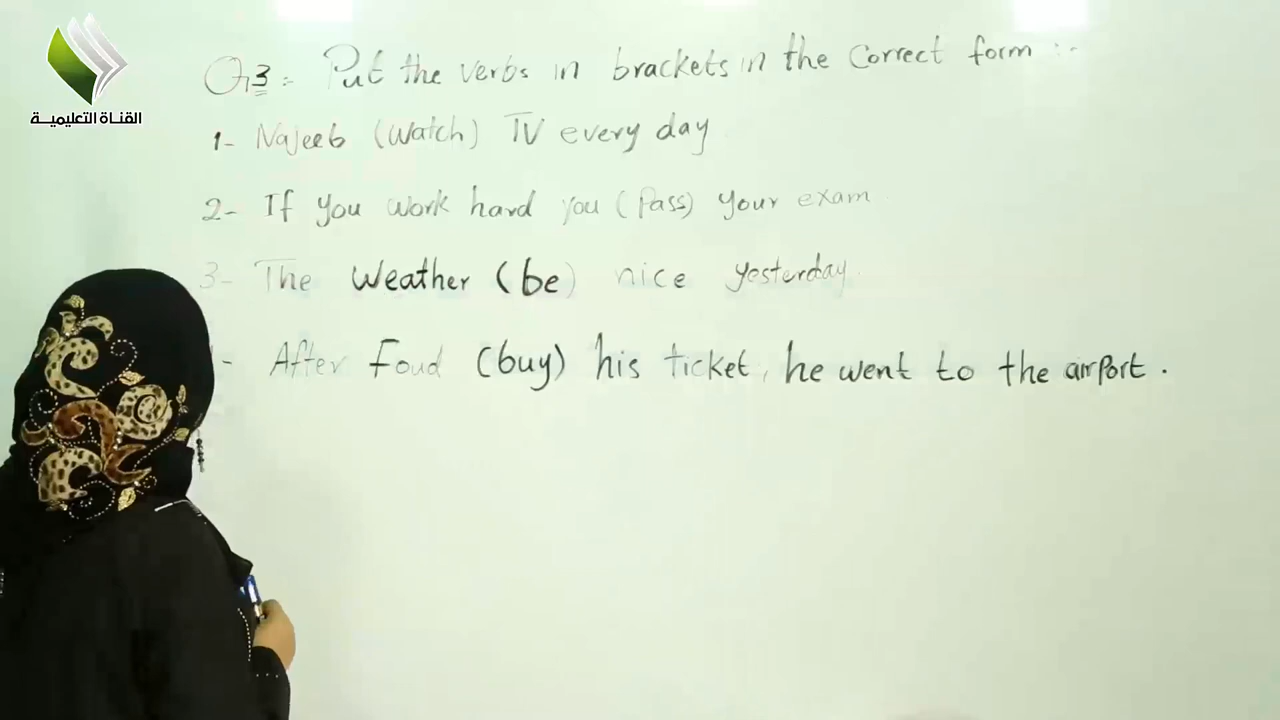 القناة التعليمية
Q3:- Put the verbs in brackets in the correct form :-
1- Najeeb (watch) TV every day
2- If you work hard you (pass) your exam.
3- The weather (be) nice yesterday.
- After Foud (buy) his ticket, he went to the airport.